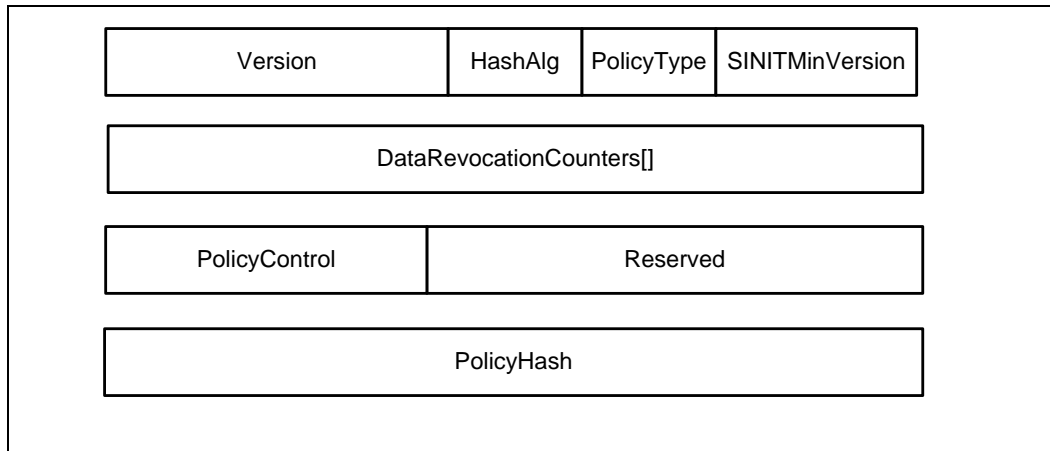 Version HashAlg PolicyType SINITMinVersion
DataRevocationCounters[]
PolicyControl Reserved
PolicyHash